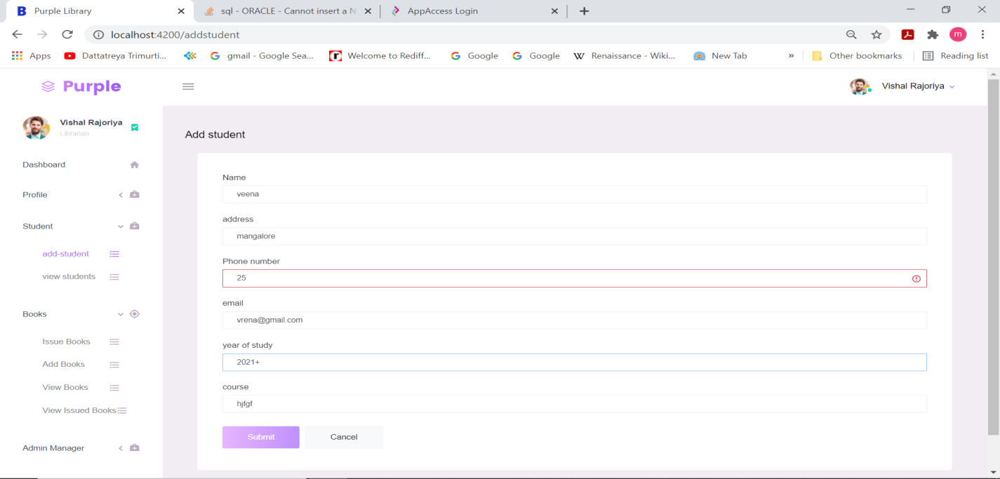 Purple Library
sql - ORACLE - Cannot insert a N
AppAccess Login
localhost:4200/addstudent
m
Apps
Dattatreya Trimurti...
gmail - Google Sea...
Welcome to Rediff...
Google
Google
Renaissance - Wiki...
New Tab
»
Other bookmarks
Reading list
Purple
Vishal Rajoriya
Vishal Rajoriya
Librarian
Dashboard
Profile
Student
add-student
view students
Books
Issue Books
Add Books
View Books
View Issued Books
Admin Manager
Add student
Name
veena
address
mangalore
Phone number
25
email
vrena@gmail.com
year of study
2021+
course
hjfgf
Submit
Cancel